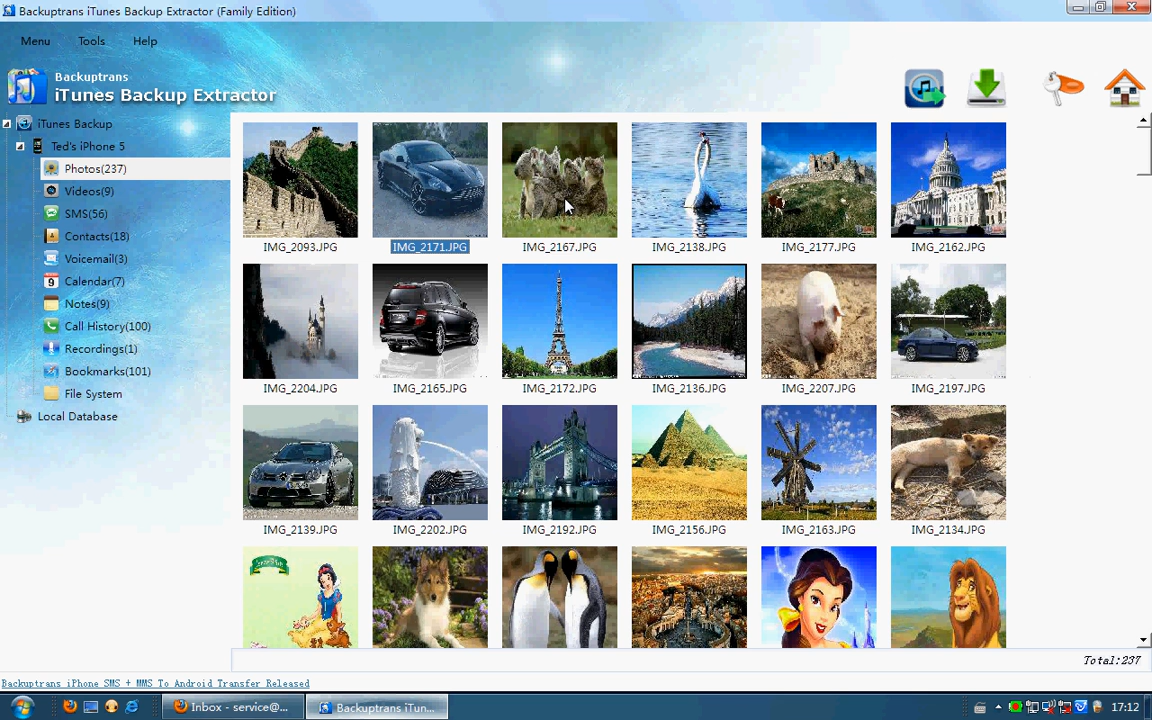 Backuptrans iTunes Backup Extractor (Family Edition)
Menu Tools Help
Backuptrans
iTunes Backup Extractor
iTunes Backup
Ted's iPhone 5
Photos(237)
Videos(9)
SMS(56)
Contacts(18)
Voicemail(3)
9
Calendar(7)
Notes(9)
Call History(100)
Recordings(1)
Bookmarks(101)
File System
Local Database
IMG_2093.JPG IMG_2171.JPG IMG_2167.JPG IMG_2138.JPG IMG_2177.JPG IMG_2162.JPG
IMG_2204.JPG IMG_2165.JPG IMG_2172.JPG IMG_2136.JPG IMG_2207.JPG IMG_2197.JPG
IMG_2139.JPG IMG_2202.JPG IMG_2192.JPG IMG_2156.JPG IMG_2163.JPG IMG_2134.JPG
Total:237
Backuptrans iPhone SMS + MMS To Android Transfer Released
Inbox - service@... Backuptrans iTun... 17:12